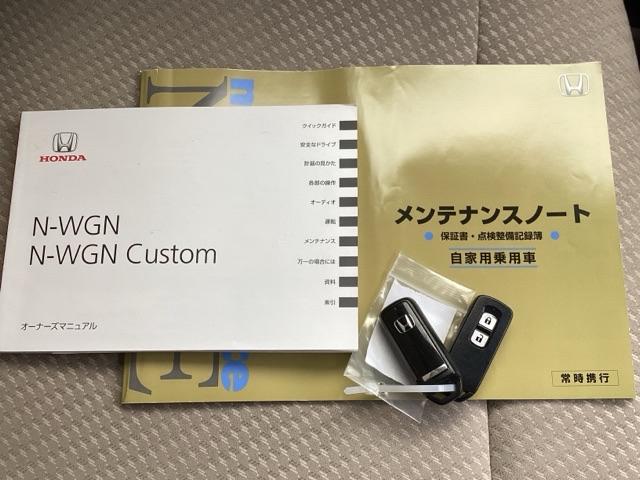 HONDA
N-WGN
N-WGN Custom
オーナーズマニュアル
クイックガイド
安全なドライブ
計器の見かた
各部の操作
オーディオ
運転
メンテナンス
万一の場合には
資料
索引
メンテナンスノート
保証書・点検整備記録簿
自家用乗用車
常時携行